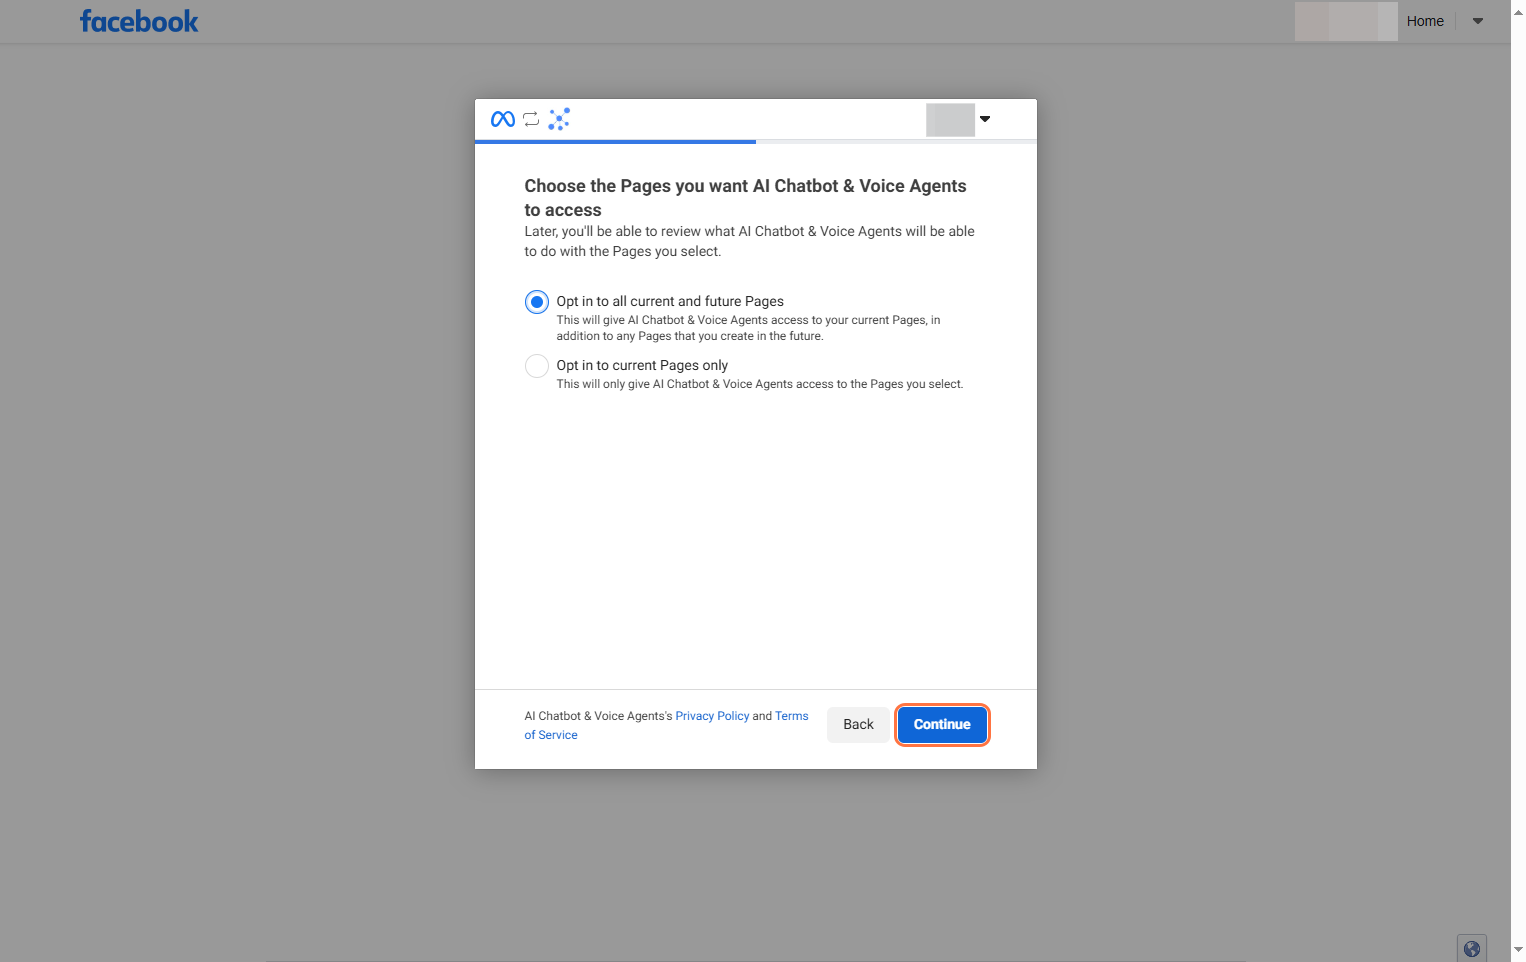 facebook
Home
Choose the Pages you want AI Chatbot & Voice Agents
to access
Later, you'll be able to review what AI Chatbot & Voice Agents will be able
to do with the Pages you select.
Opt in to all current and future Pages
This will give AI Chatbot & Voice Agents access to your current Pages, in
addition to any Pages that you create in the future.
Opt in to current Pages only
This will only give AI Chatbot & Voice Agents access to the Pages you select.
AI Chatbot & Voice Agents's Privacy Policy and Terms
of Service
Back
Continue